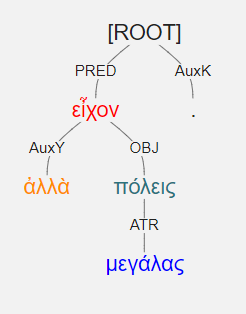 [ROOT]
PRED AuxK
εἶχον .
AuxY OBJ
ἀλλὰ πόλεις
ATR
μεγάλας